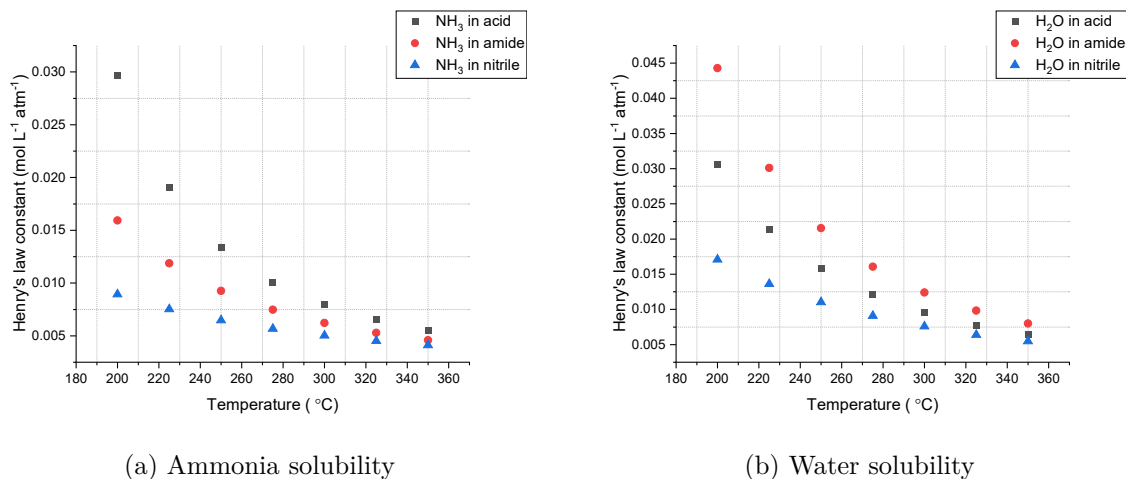 NH₃ in acid
NH₃ in amide
NH₃ in nitrile
0.030
0.025
0.020
0.015
0.010
0.005
Henry's law constant (mol L⁻¹ atm⁻¹)
180 200 220 240 260 280 300 320 340 360
Temperature ( °C)
(a) Ammonia solubility
H₂O in acid
H₂O in amide
H₂O in nitrile
0.045
0.040
0.035
0.030
0.025
0.020
0.015
0.010
0.005
Henry's law constant (mol L⁻¹ atm⁻¹)
180 200 220 240 260 280 300 320 340 360
Temperature ( °C)
(b) Water solubility